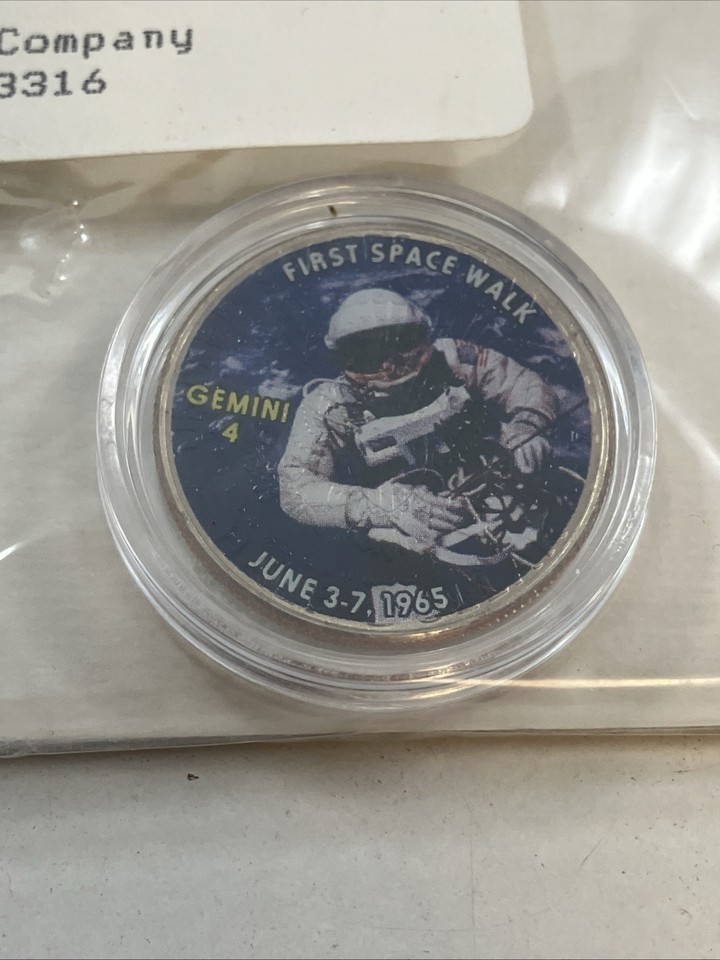 Company
3316
FIRST SPACE WALK
GEMINI
4
JUNE 3-7, 1965